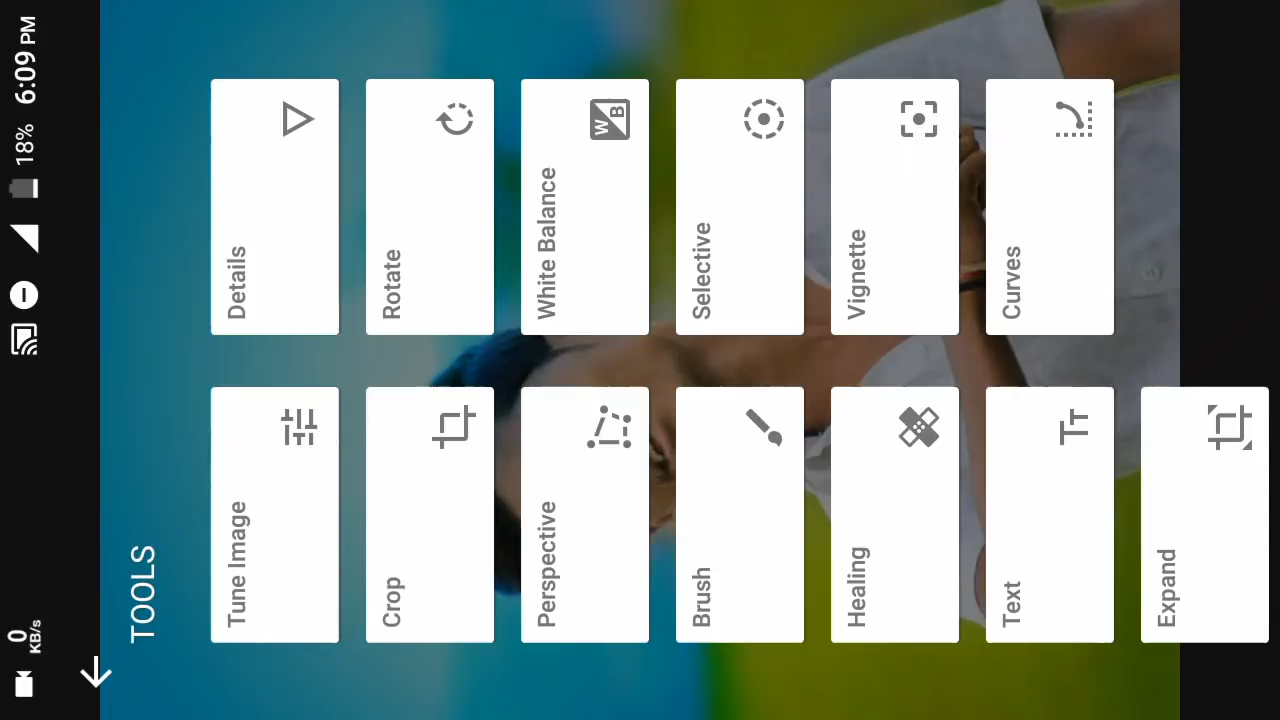 0
KB/s
18% 6:09 PM
TOOLS
Tune Image
Details
Crop
Rotate
Perspective
White Balance
WB
Brush
Selective
Healing
Vignette
Text
Curves
Expand